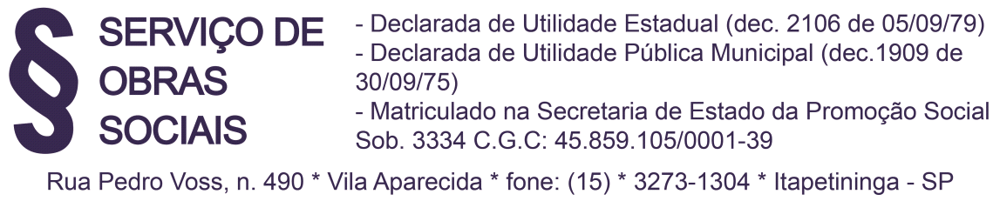 §
SERVIÇO DE
OBRAS
SOCIAIS
- Declarada de Utilidade Estadual (dec. 2106 de 05/09/79)
- Declarada de Utilidade Pública Municipal (dec.1909 de
30/09/75)
- Matriculado na Secretaria de Estado da Promoção Social
Sob. 3334 C.G.C: 45.859.105/0001-39
Rua Pedro Voss, n. 490 * Vila Aparecida * fone: (15) * 3273-1304 * Itapetininga - SP